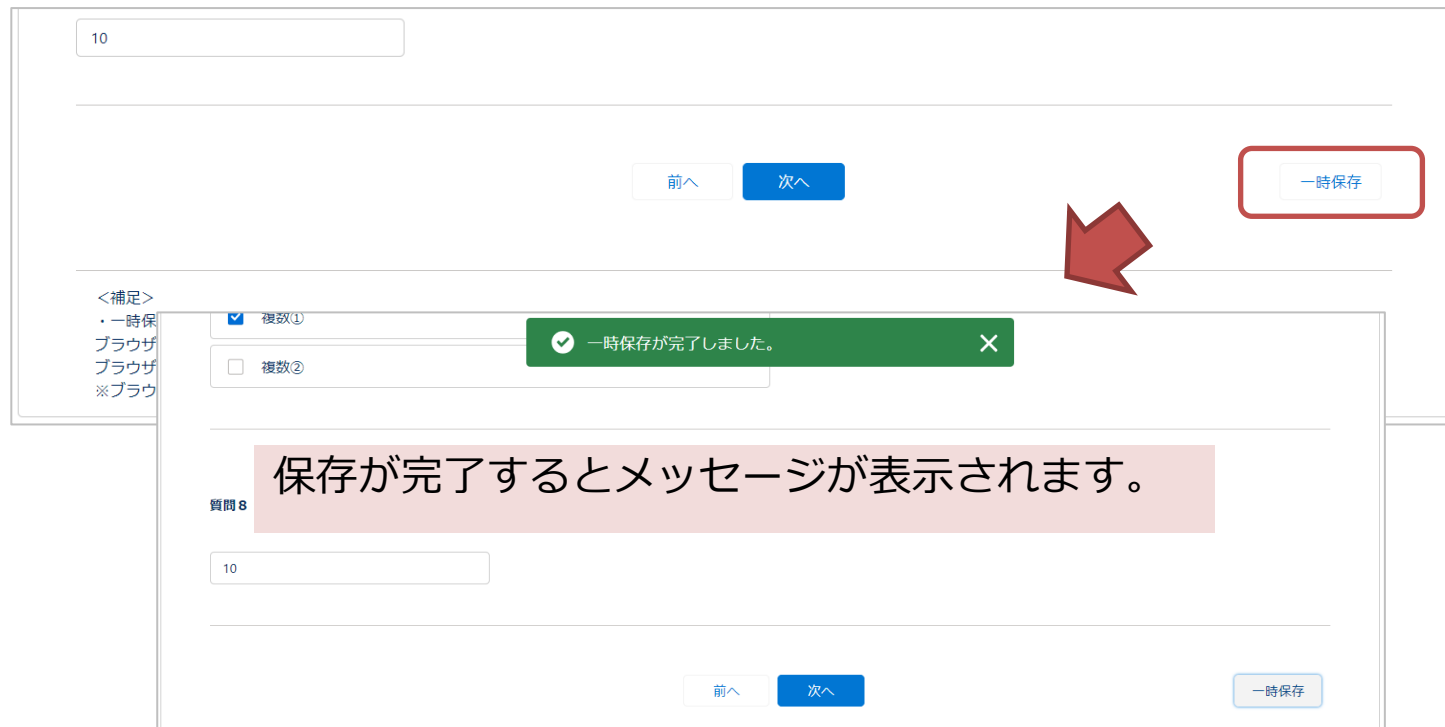 10
前へ
次へ
一時保存
<補足>
・一時保
ブラウザ
ブラウザ
※ブラウ
複数①
一時保存が完了しました。
複数②
保存が完了するとメッセージが表示されます。
質問8
10
前へ
次へ
一時保存